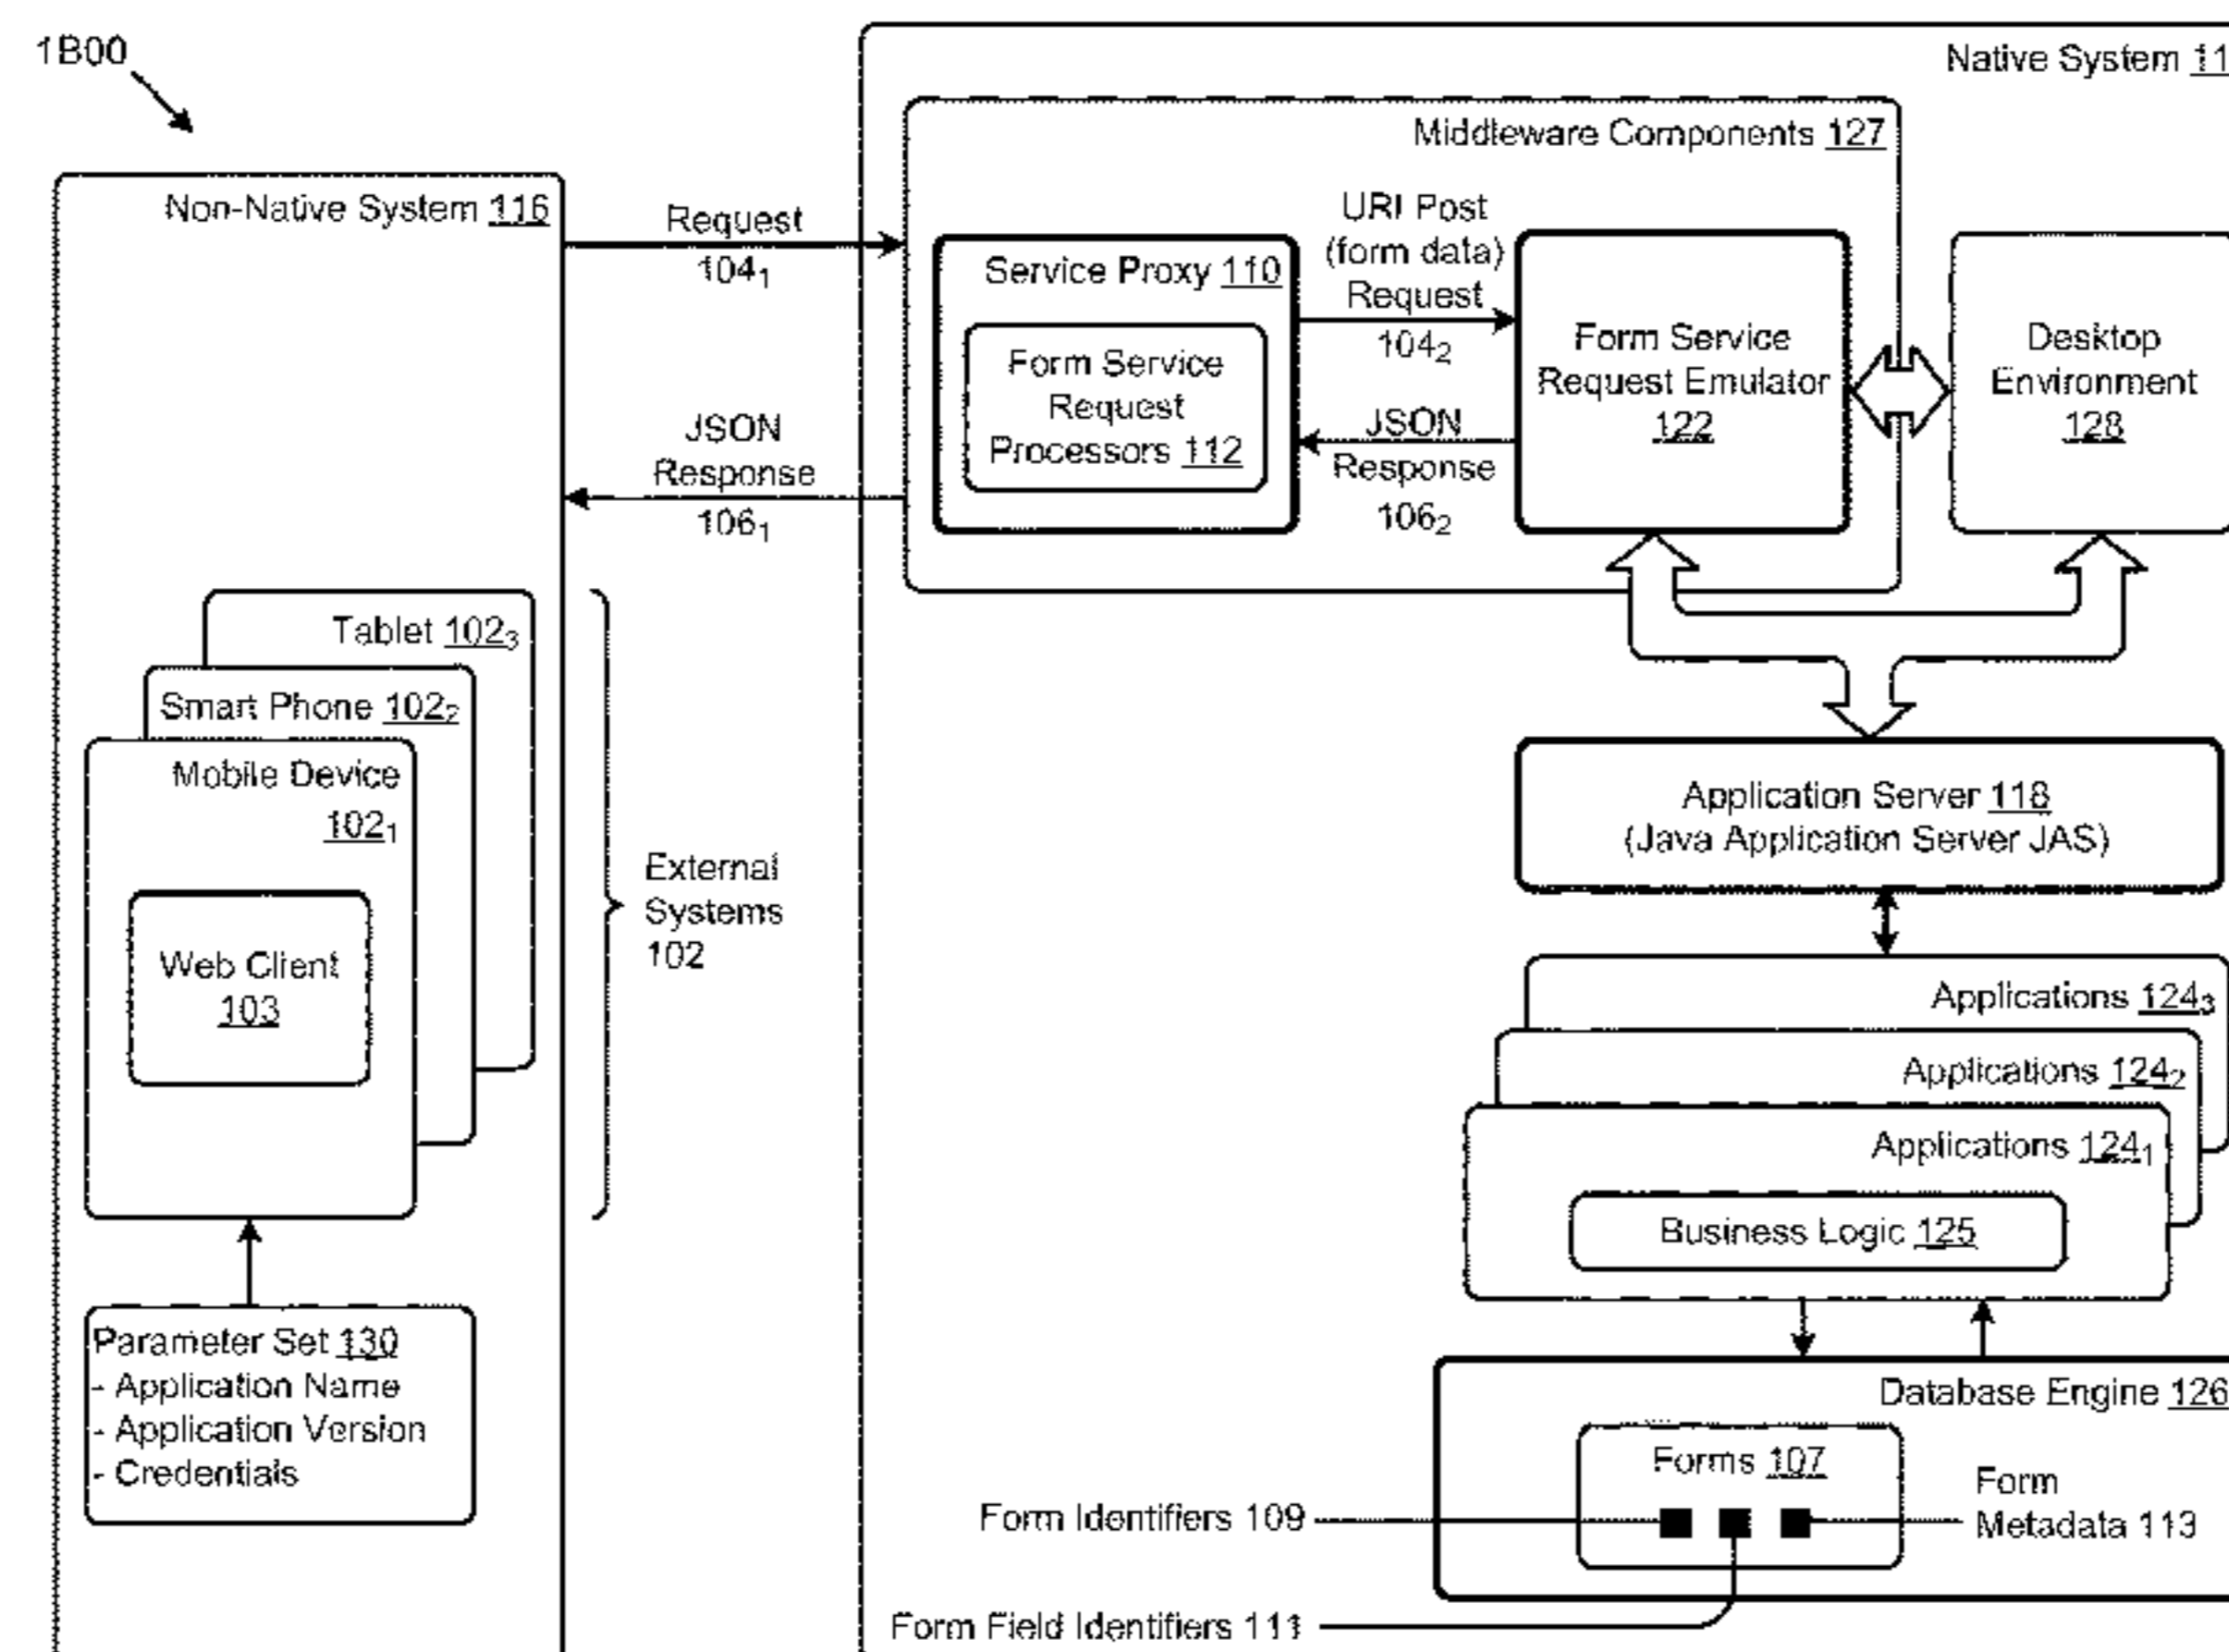 1B00
Native System 11
Middleware Components 127
Non-Native System 116
Request
104₁
JSON
Response
106₁
Service Proxy 110
Form Service
Request
Processors 112
URI Post
(form data)
Request
104₂
JSON
Response
106₂
Form Service
Request Emulator
122
Desktop
Environment
128
Tablet 102₃
Smart Phone 102₂
Mobile Device
102₁
Web Client
103
External
Systems
102
Application Server 118
(Java Application Server JAS)
Applications 124₃
Applications 124₂
Applications 124₁
Business Logic 125
Parameter Set 130
- Application Name
- Application Version
- Credentials
Database Engine 126
Forms 107
Form
Metadata 113
Form Identifiers 109
Form Field Identifiers 111